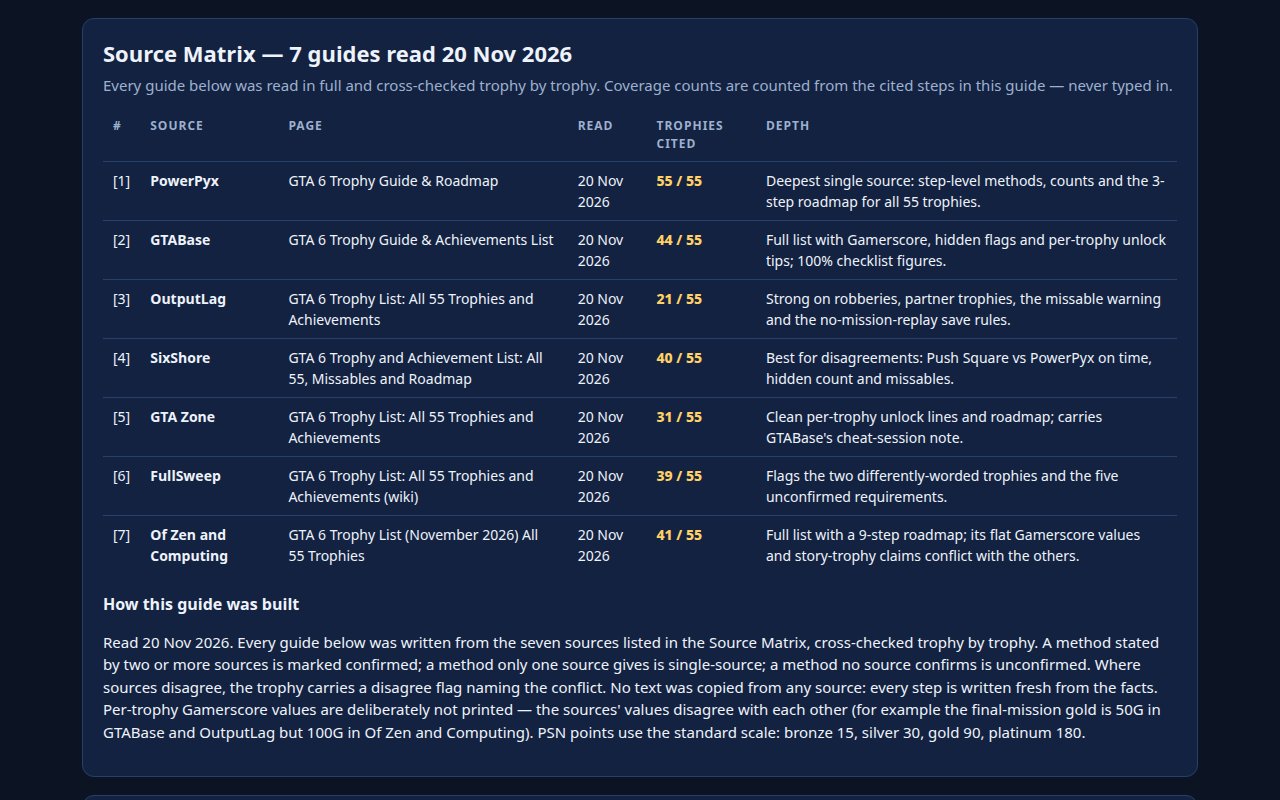 Source Matrix — 7 guides read 20 Nov 2026
Every guide below was read in full and cross-checked trophy by trophy. Coverage counts are counted from the cited steps in this guide — never typed in.
# SOURCE PAGE READ TROPHIES CITED DEPTH
[1] PowerPyx GTA 6 Trophy Guide & Roadmap 20 Nov 2026 55 / 55 Deepest single source: step-level methods, counts and the 3-step roadmap for all 55 trophies.
[2] GTABase GTA 6 Trophy Guide & Achievements List 20 Nov 2026 44 / 55 Full list with Gamerscore, hidden flags and per-trophy unlock tips; 100% checklist figures.
[3] OutputLag GTA 6 Trophy List: All 55 Trophies and Achievements 20 Nov 2026 21 / 55 Strong on robberies, partner trophies, the missable warning and the no-mission-replay save rules.
[4] SixShore GTA 6 Trophy and Achievement List: All 55, Missables and Roadmap 20 Nov 2026 40 / 55 Best for disagreements: Push Square vs PowerPyx on time, hidden count and missables.
[5] GTA Zone GTA 6 Trophy List: All 55 Trophies and Achievements 20 Nov 2026 31 / 55 Clean per-trophy unlock lines and roadmap; carries GTABase's cheat-session note.
[6] FullSweep GTA 6 Trophy List: All 55 Trophies and Achievements (wiki) 20 Nov 2026 39 / 55 Flags the two differently-worded trophies and the five unconfirmed requirements.
[7] Of Zen and Computing GTA 6 Trophy List (November 2026) All 55 Trophies 20 Nov 2026 41 / 55 Full list with a 9-step roadmap; its flat Gamerscore values and story-trophy claims conflict with the others.
How this guide was built
Read 20 Nov 2026. Every guide below was written from the seven sources listed in the Source Matrix, cross-checked trophy by trophy. A method stated
by two or more sources is marked confirmed; a method only one source gives is single-source; a method no source confirms is unconfirmed. Where
sources disagree, the trophy carries a disagree flag naming the conflict. No text was copied from any source: every step is written fresh from the facts.
Per-trophy Gamerscore values are deliberately not printed — the sources' values disagree with each other (for example the final-mission gold is 50G in
GTABase and OutputLag but 100G in Of Zen and Computing). PSN points use the standard scale: bronze 15, silver 30, gold 90, platinum 180.